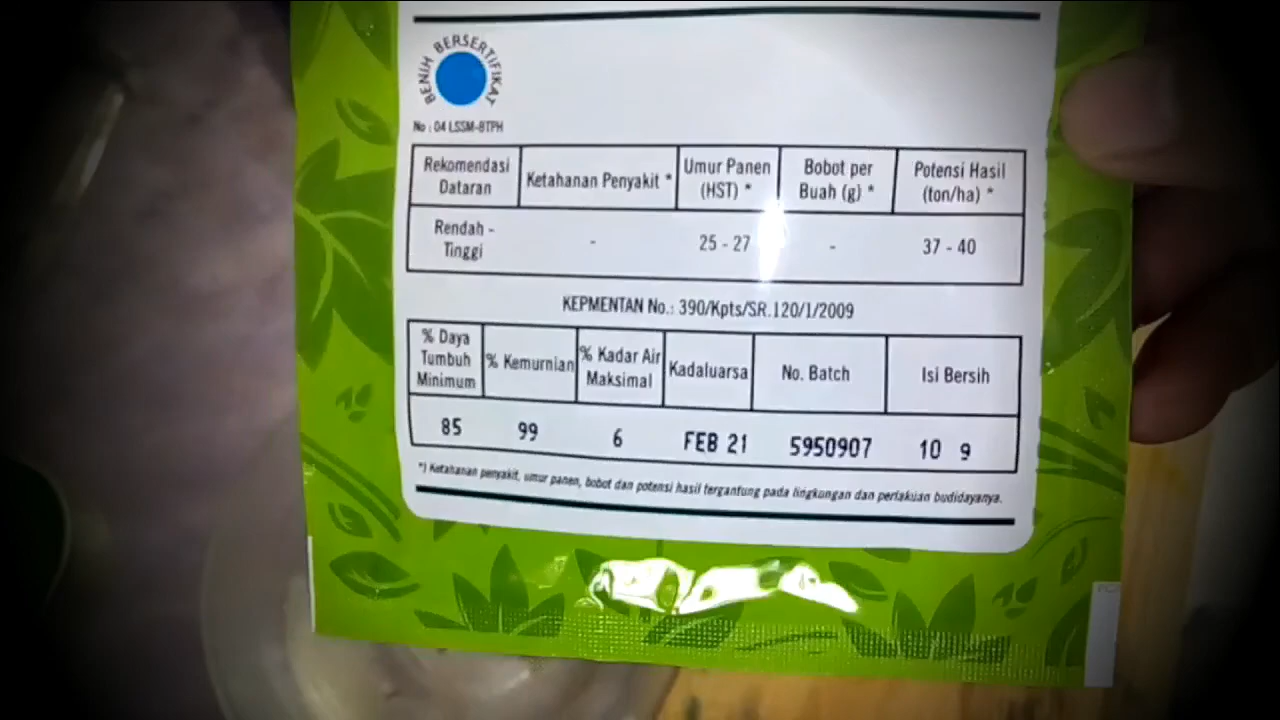 BENIH BERSERTIFIKAT
No : 04 LSSM-BTPH
Rekomendasi Dataran
Ketahanan Penyakit *
Umur Panen (HST) *
Bobot per Buah (g) *
Potensi Hasil (ton/ha) *
Rendah - Tinggi
-
25 - 27
-
37 - 40
KEPMENTAN No.: 390/Kpts/SR.120/1/2009
% Daya Tumbuh Minimum
% Kemurnian
% Kadar Air Maksimal
Kadaluarsa
No. Batch
Isi Bersih
85
99
6
FEB 21
5950907
10 g
*) Ketahanan penyakit, umur panen, bobot dan potensi hasil tergantung pada lingkungan dan perlakuan budidayanya.